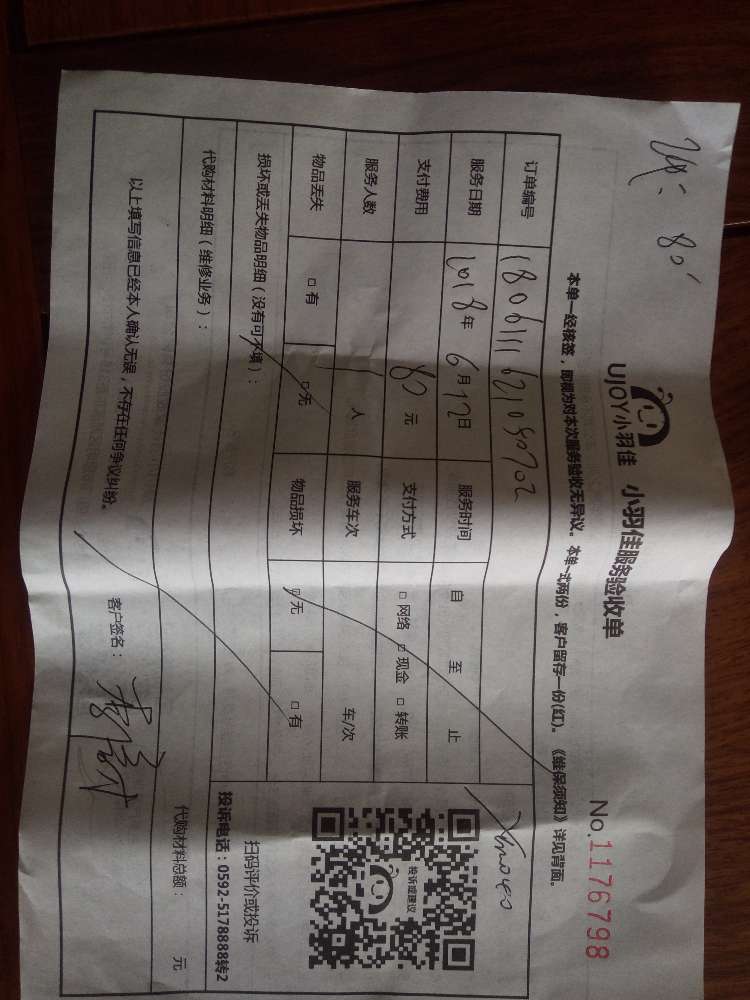 UJOY小羽佳 小羽佳服务验收单
No.1176798
本单一经核签，即视为对本次服务验收无异议。本单一式两份，客户留存一份(红)。《维保须知》详见背面。
订单编号
服务日期 2018年6月12日 服务时间 自 至 止
支付费用 80元 支付方式 □ 网络 □ 现金 □ 转账
服务人数 1人 服务车次 车/次
物品丢失 □ 有 □ 无 物品损坏 □ 无 □ 有
损坏或丢失物品明细（没有可不填）：
投诉或建议
扫码评价或投诉
投诉电话：0592-5178888转2
代购材料明细（维修业务）：
代购材料总额： 元
以上填写信息已经本人确认无误，不存在任何争议纠纷。 客户签名：